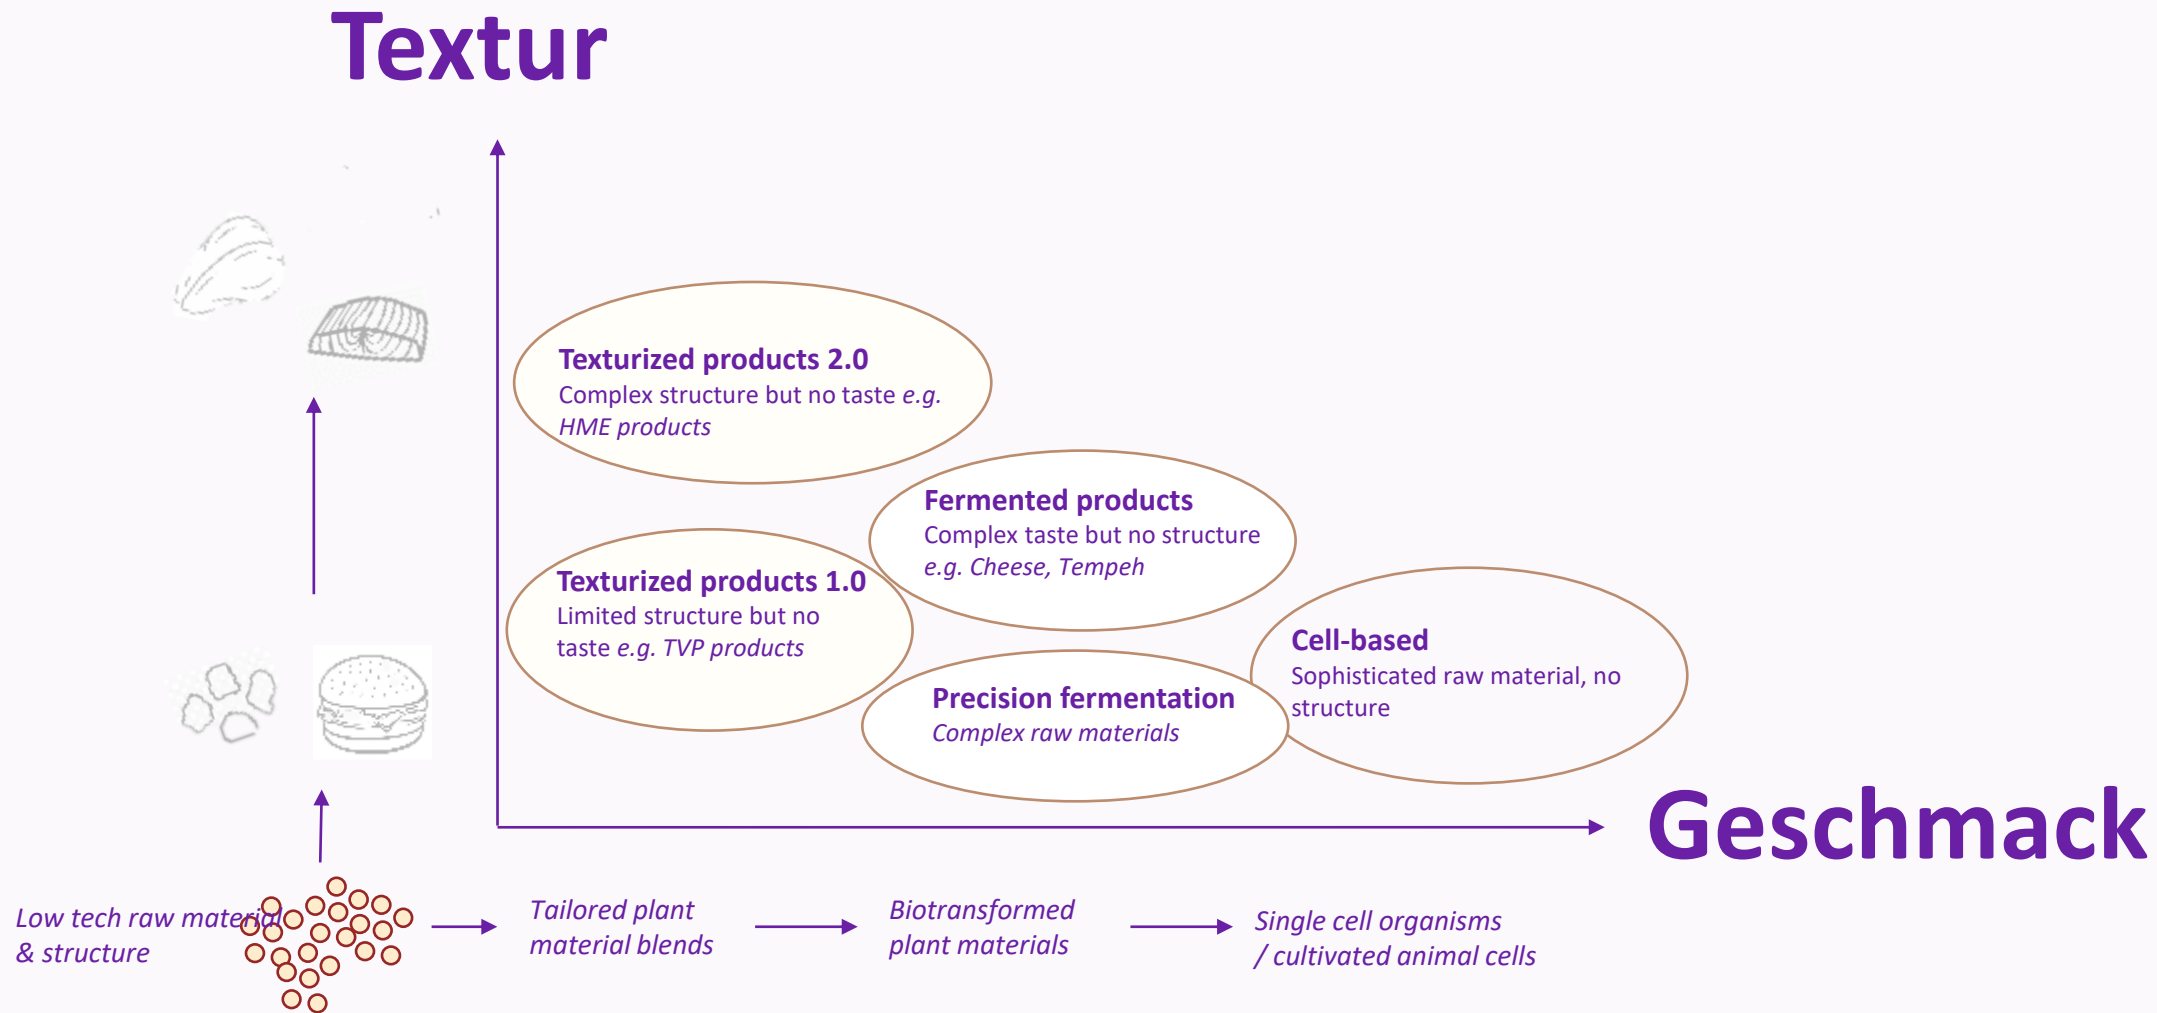 Textur
Texturized products 2.0
Complex structure but no taste e.g.
HME products
Fermented products
Complex taste but no structure
e.g. Cheese, Tempeh
Texturized products 1.0
Limited structure but no
taste e.g. TVP products
Cell-based
Sophisticated raw material, no
structure
Precision fermentation
Complex raw materials
Geschmack
Low tech raw material
& structure
Tailored plant
material blends
Biotransformed
plant materials
Single cell organisms
/ cultivated animal cells